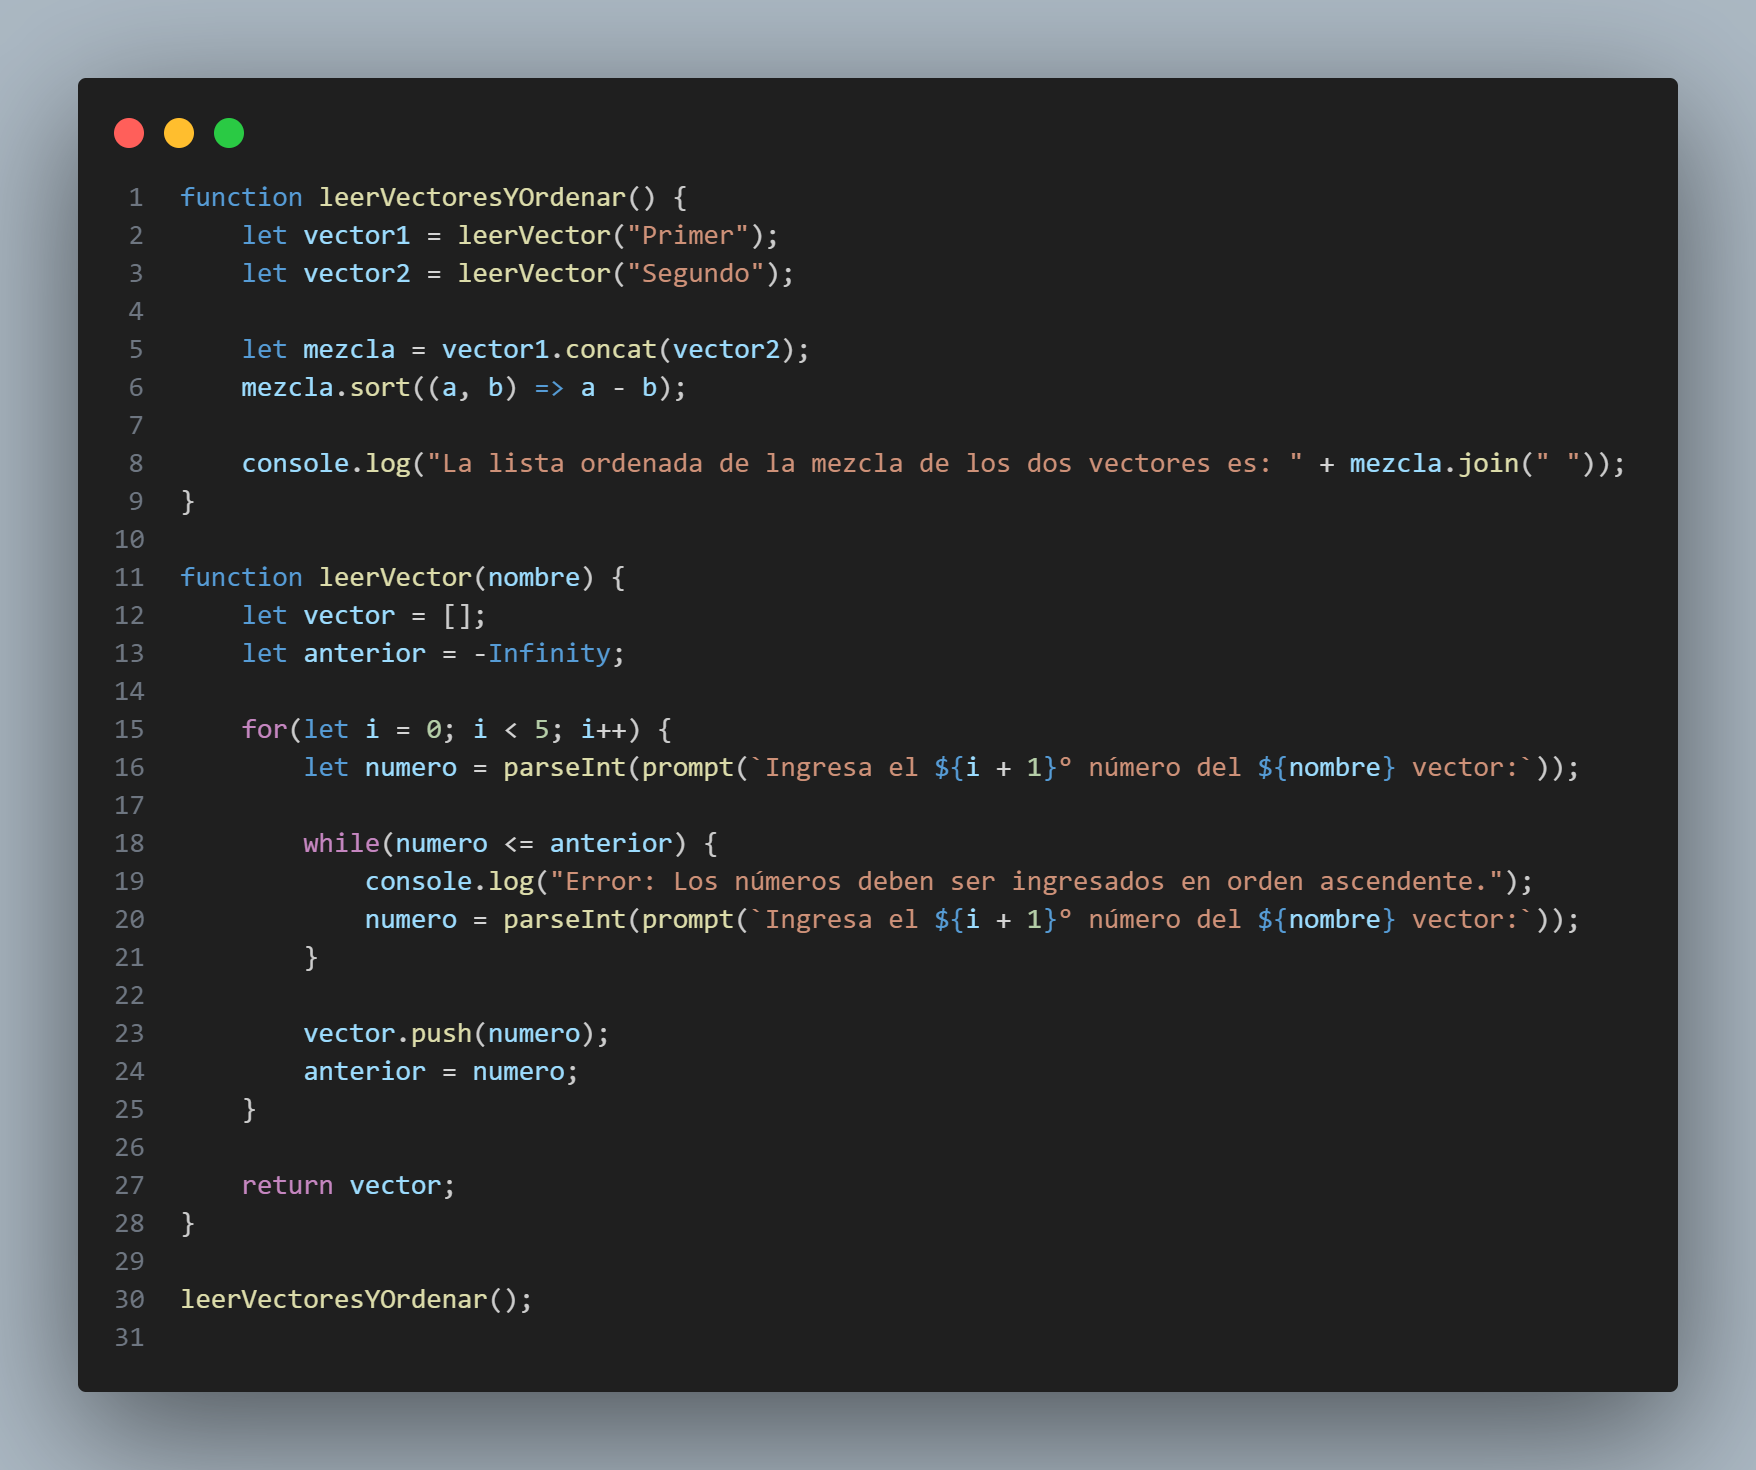 1 function leerVectoresYOrdenar() {
2     let vector1 = leerVector("Primer");
3     let vector2 = leerVector("Segundo");
4
5     let mezcla = vector1.concat(vector2);
6     mezcla.sort((a, b) => a - b);
7
8     console.log("La lista ordenada de la mezcla de los dos vectores es: " + mezcla.join(" "));
9 }
10
11 function leerVector(nombre) {
12     let vector = [];
13     let anterior = -Infinity;
14
15     for(let i = 0; i < 5; i++) {
16         let numero = parseInt(prompt(`Ingresa el ${i + 1}º número del ${nombre} vector:`));
17
18         while(numero <= anterior) {
19             console.log("Error: Los números deben ser ingresados en orden ascendente.");
20             numero = parseInt(prompt(`Ingresa el ${i + 1}º número del ${nombre} vector:`));
21         }
22
23         vector.push(numero);
24         anterior = numero;
25     }
26
27     return vector;
28 }
29
30 leerVectoresYOrdenar();
31